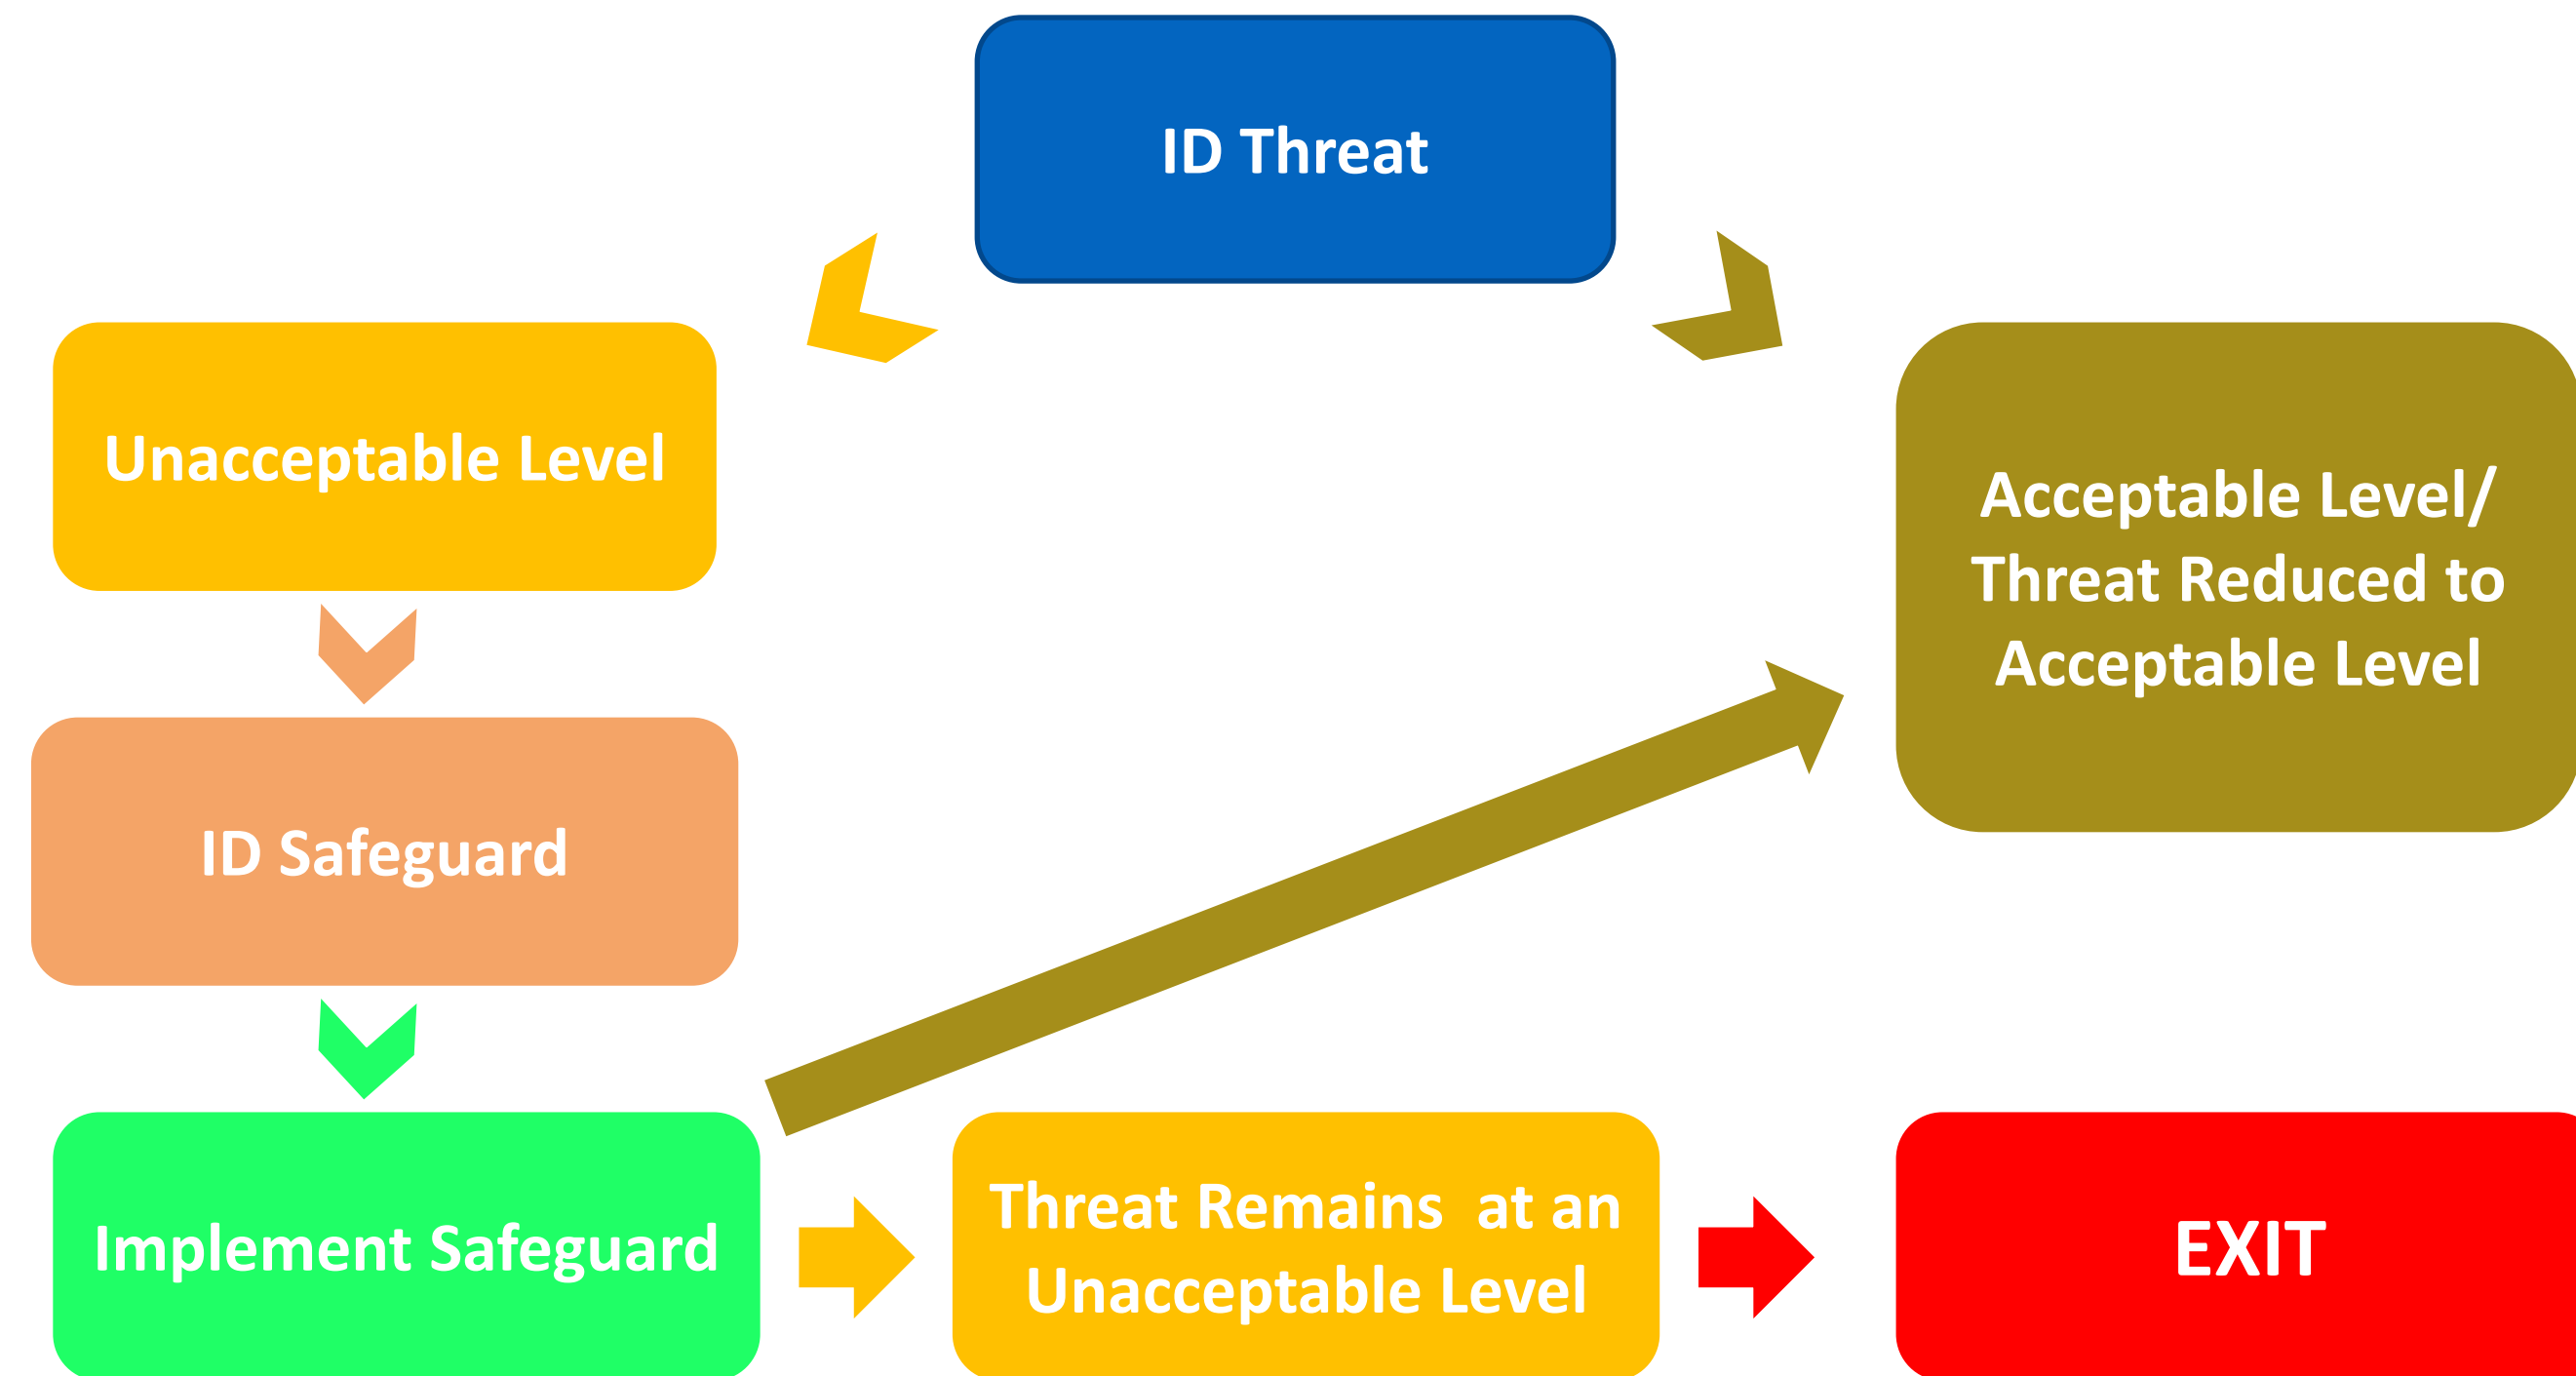 ID Threat
Unacceptable Level
Acceptable Level/
Threat Reduced to
Acceptable Level
ID Safeguard
Implement Safeguard
Threat Remains  at an
Unacceptable Level
EXIT